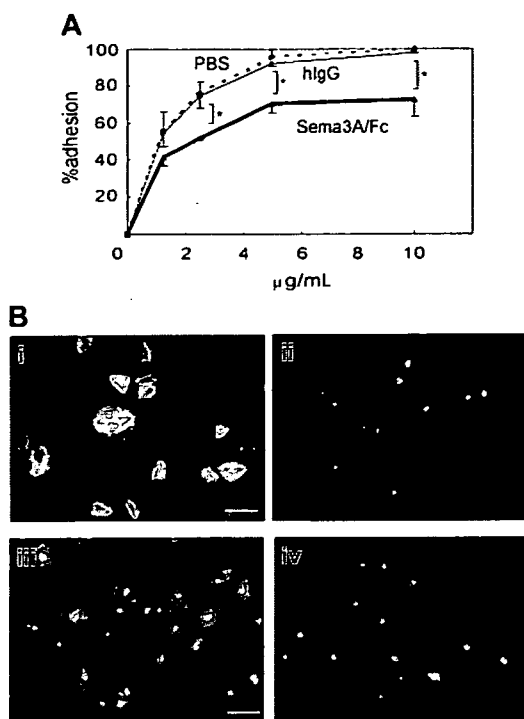 A
100
80
60
40
20
0
%adhesion
PBS
hIgG
*
*
*
Sema3A/Fc
0 2 4 6 8 10
μg/mL
B
i
ii
iii
iv